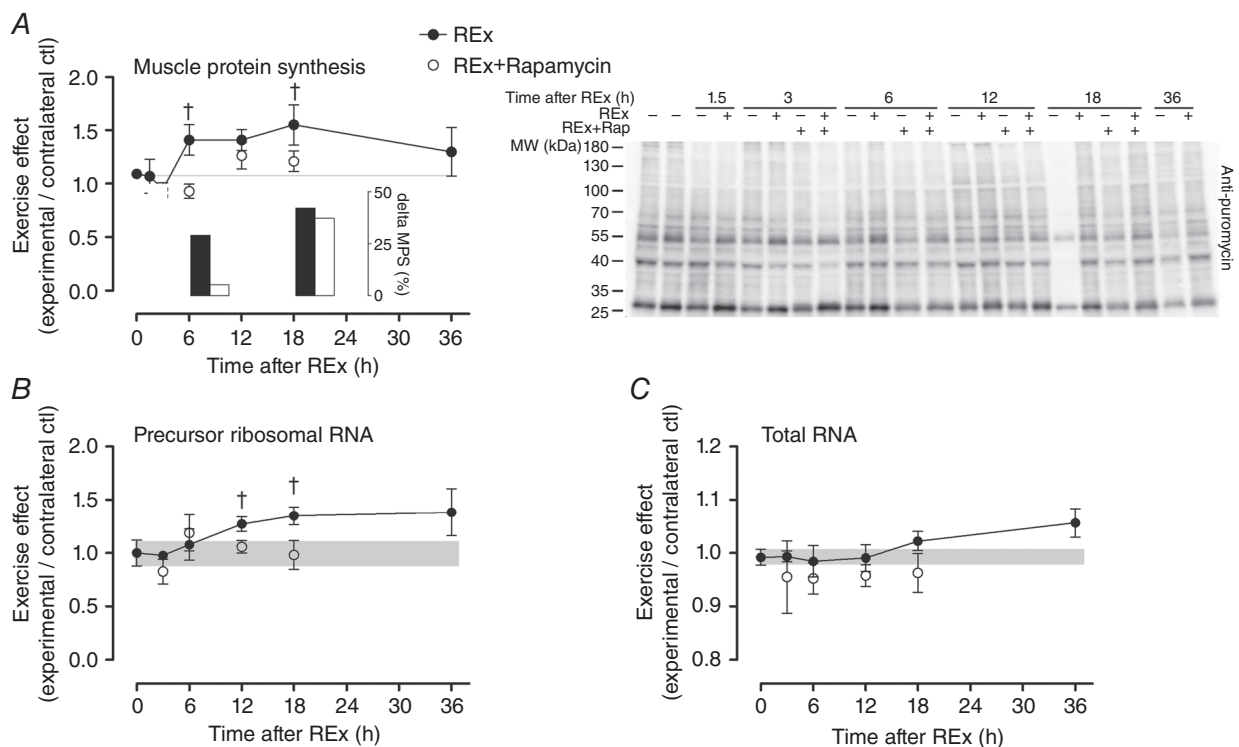 A
REx
REx+Rapamycin
Exercise effect
(experimental / contralateral ctl)
Muscle protein synthesis
2.0
1.5
1.0
0.5
0.0
† †
50
25
0
delta MPS (%)
0 6 12 18 24 30 36
Time after REx (h)
Time after REx (h) 1.5 3 6 12 18 36
REx − − − + − + − + − + − + − + − + − + − + − +
REx+Rap + + + + + + + +
MW (kDa)
180
130
100
70
55
40
35
25
Anti-puromycin
B
Exercise effect
(experimental / contralateral ctl)
Precursor ribosomal RNA
2.0
1.5
1.0
0.5
0.0
† †
0 6 12 18 24 30 36
Time after REx (h)
C
Exercise effect
(experimental / contralateral ctl)
Total RNA
1.2
1.1
1.0
0.9
0.8
0 6 12 18 24 30 36
Time after REx (h)